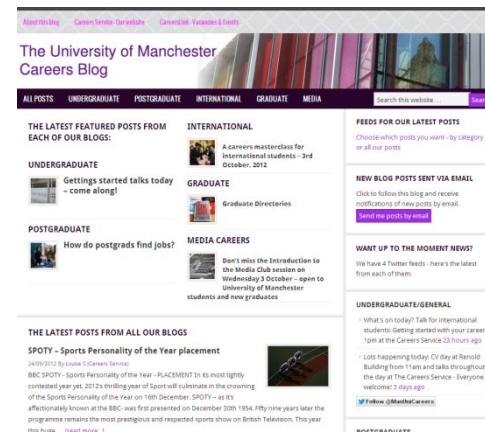 About this blog Careers Service- Our website CareersLink- Vacancies & Events
The University of Manchester
Careers Blog
ALL POSTS UNDERGRADUATE POSTGRADUATE INTERNATIONAL GRADUATE MEDIA
Search this website … Sear
THE LATEST FEATURED POSTS FROM
EACH OF OUR BLOGS:
UNDERGRADUATE
Gettings started talks today
– come along!
POSTGRADUATE
How do postgrads find jobs?
INTERNATIONAL
A careers masterclass for
international students – 3rd
October, 2012
GRADUATE
Graduate Directories
MEDIA CAREERS
Don't miss the Introduction to
the Media Club session on
Wednesday 3 October – open to
University of Manchester
students and new graduates
THE LATEST POSTS FROM ALL OUR BLOGS
SPOTY – Sports Personality of the Year placement
24/09/2012 By Louise S (Careers Service)
BBC SPOTY - Sports Personality of the Year - PLACEMENT In its most tightly
contested year yet, 2012's thrilling year of Sport will culminate in the crowning
of the Sports Personality of the Year on 16th December. SPOTY – as it's
affectionately known at the BBC- was first presented on December 30th 1954. Fifty nine years later the
programme remains the most prestigious and respected sports show on British Television. This year
this huge … [read more...]
FEEDS FOR OUR LATEST POSTS
Choose which posts you want - by category
or all our posts
NEW BLOG POSTS SENT VIA EMAIL
Click to follow this blog and receive
notifications of new posts by email.
Send me posts by email
WANT UP TO THE MOMENT NEWS?
We have 4 Twitter feeds - here's the latest
from each of them
UNDERGRADUATE/GENERAL
What's on today? Talk for international
students: Getting started with your career
1pm at the Careers Service 23 hours ago
Lots happening today: CV day at Renold
Building from 11am and talks throughout
the day at The Careers Service - Everyone
welcome! 3 days ago
Follow @ManUniCareers
POSTGRADUATE